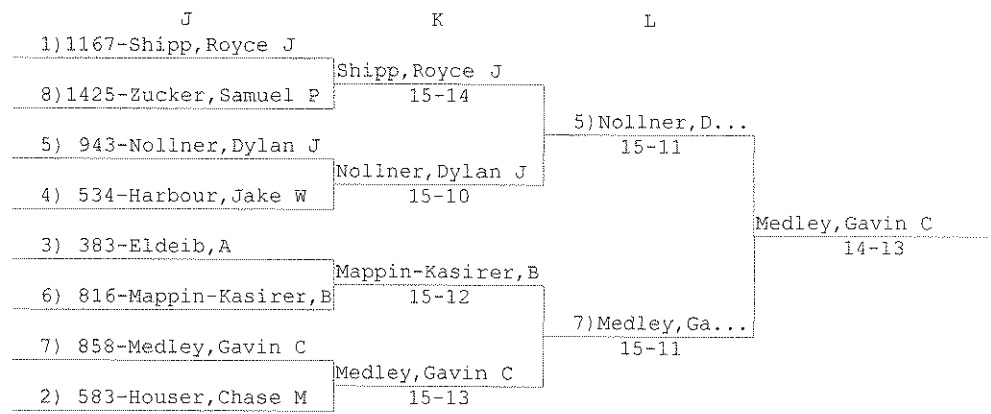 J K L
1)1167-Shipp,Royce J
Shipp,Royce J
15-14
8)1425-Zucker,Samuel P
5)Nollner,D...
15-11
5) 943-Nollner,Dylan J
Nollner,Dylan J
15-10
4) 534-Harbour,Jake W
Medley,Gavin C
14-13
3) 383-Eldeib,A
Mappin-Kasirer,B
15-12
6) 816-Mappin-Kasirer,B
7)Medley,Ga...
15-11
7) 858-Medley,Gavin C
Medley,Gavin C
15-13
2) 583-Houser,Chase M